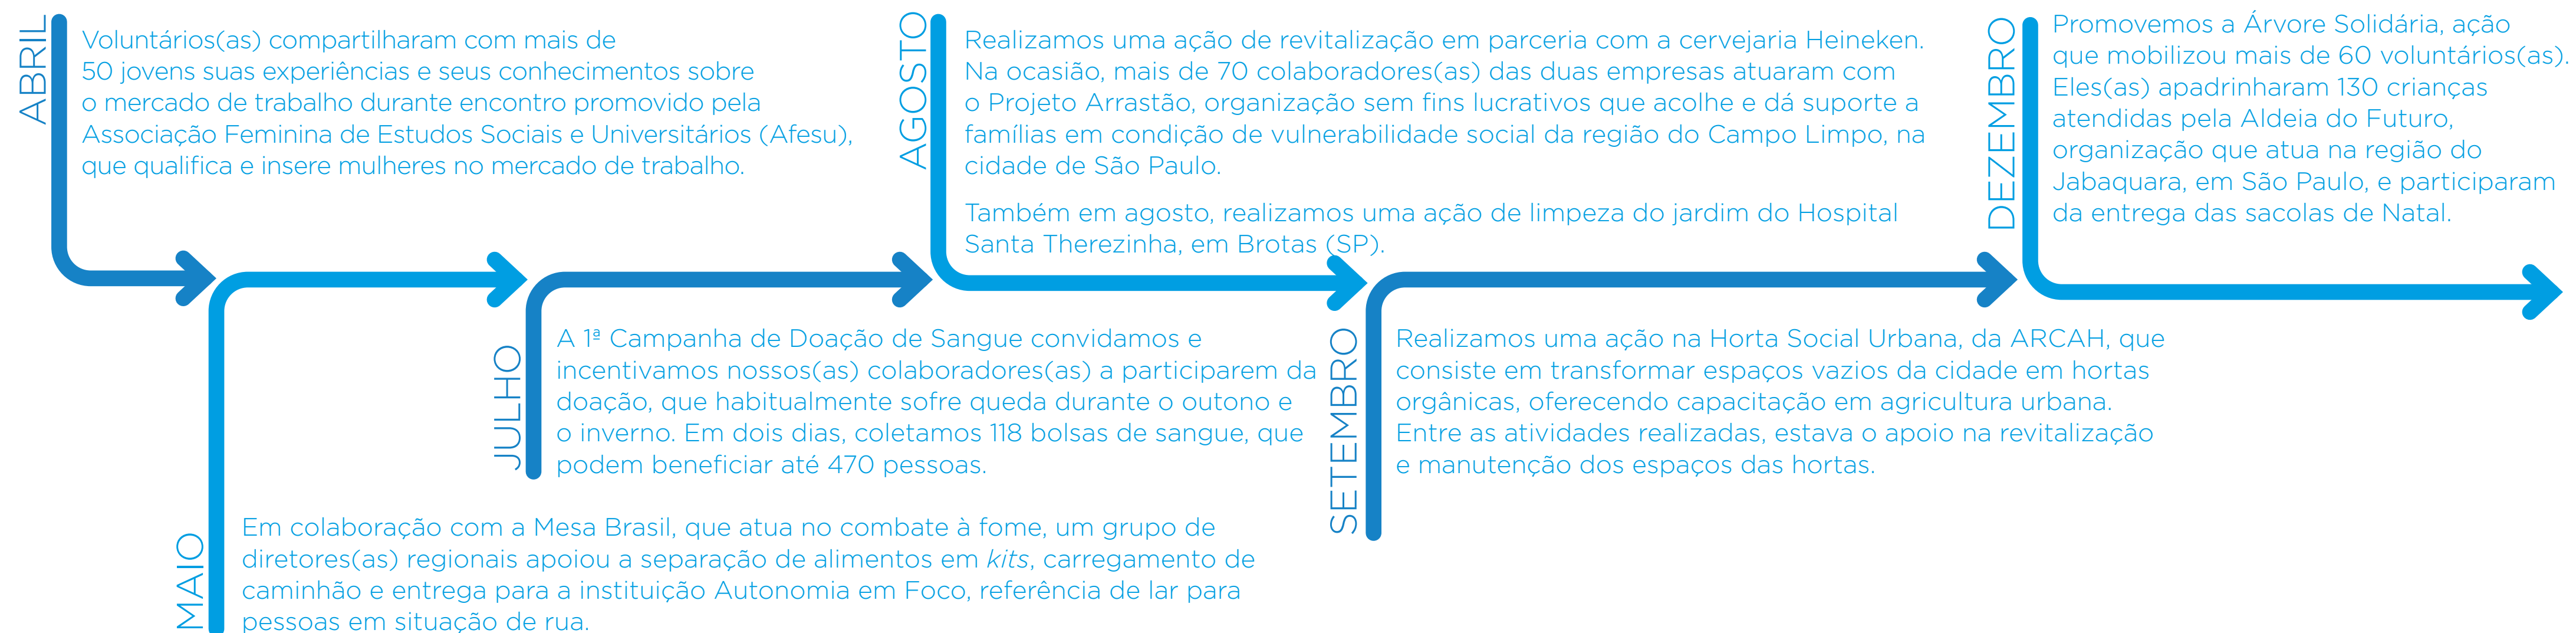 ABRIL
Voluntários(as) compartilharam com mais de
50 jovens suas experiências e seus conhecimentos sobre
o mercado de trabalho durante encontro promovido pela
Associação Feminina de Estudos Sociais e Universitários (Afesu),
que qualifica e insere mulheres no mercado de trabalho.
MAIO
Em colaboração com a Mesa Brasil, que atua no combate à fome, um grupo de
diretores(as) regionais apoiou a separação de alimentos em kits, carregamento de
caminhão e entrega para a instituição Autonomia em Foco, referência de lar para
pessoas em situação de rua.
JULHO
A 1ª Campanha de Doação de Sangue convidamos e
incentivamos nossos(as) colaboradores(as) a participarem da
doação, que habitualmente sofre queda durante o outono e
o inverno. Em dois dias, coletamos 118 bolsas de sangue, que
podem beneficiar até 470 pessoas.
AGOSTO
Realizamos uma ação de revitalização em parceria com a cervejaria Heineken.
Na ocasião, mais de 70 colaboradores(as) das duas empresas atuaram com
o Projeto Arrastão, organização sem fins lucrativos que acolhe e dá suporte a
famílias em condição de vulnerabilidade social da região do Campo Limpo, na
cidade de São Paulo.
Também em agosto, realizamos uma ação de limpeza do jardim do Hospital
Santa Therezinha, em Brotas (SP).
SETEMBRO
Realizamos uma ação na Horta Social Urbana, da ARCAH, que
consiste em transformar espaços vazios da cidade em hortas
orgânicas, oferecendo capacitação em agricultura urbana.
Entre as atividades realizadas, estava o apoio na revitalização
e manutenção dos espaços das hortas.
DEZEMBRO
Promovemos a Árvore Solidária, ação
que mobilizou mais de 60 voluntários(as).
Eles(as) apadrinharam 130 crianças
atendidas pela Aldeia do Futuro,
organização que atua na região do
Jabaquara, em São Paulo, e participaram
da entrega das sacolas de Natal.